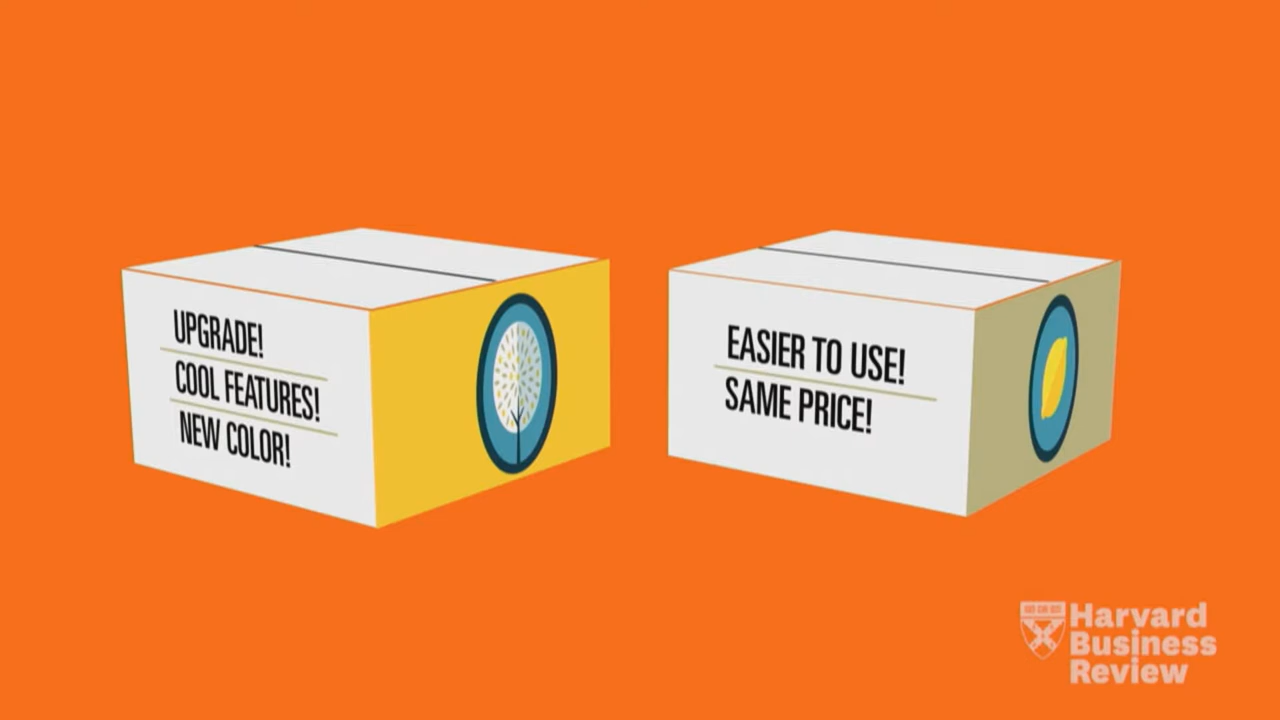 UPGRADE!
COOL FEATURES!
NEW COLOR!
EASIER TO USE!
SAME PRICE!
Harvard
Business
Review